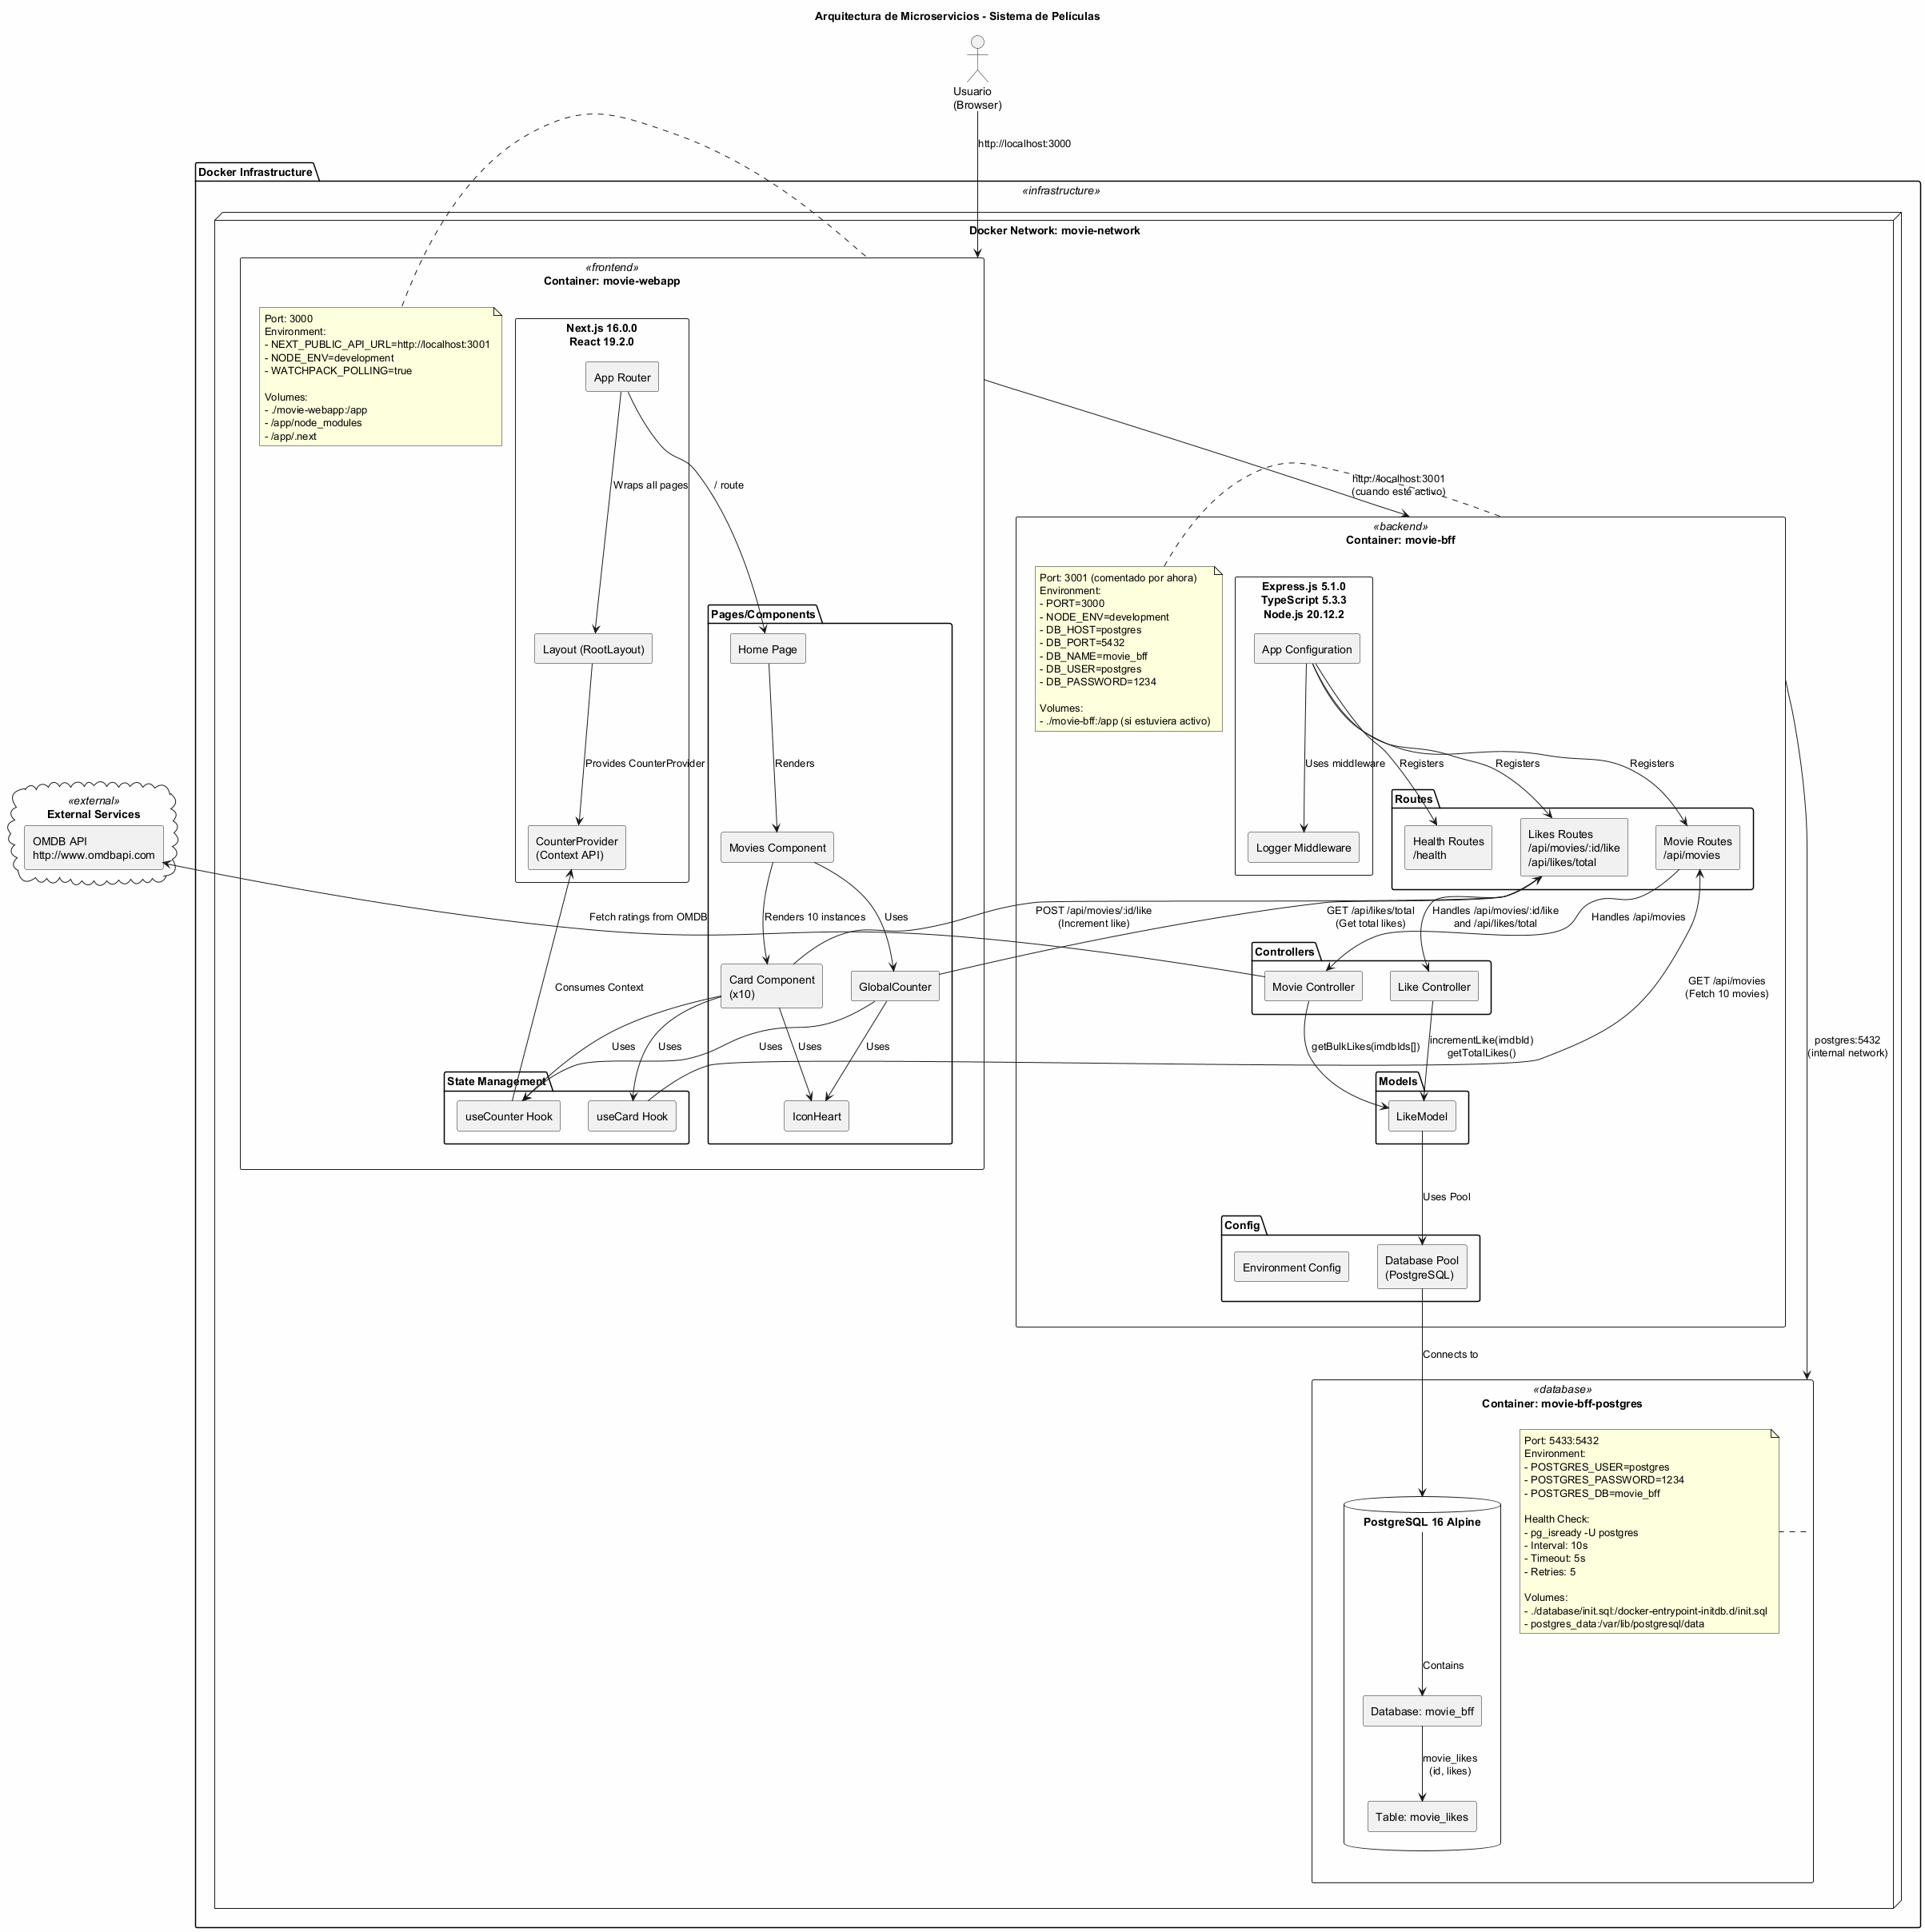 Arquitectura de Microservicios - Sistema de Películas
Usuario
(Browser)
http://localhost:3000
Docker Infrastructure
«infrastructure»
Docker Network: movie-network
«frontend»
Container: movie-webapp
Port: 3000
Environment:
- NEXT_PUBLIC_API_URL=http://localhost:3001
- NODE_ENV=development
- WATCHPACK_POLLING=true
Volumes:
- ./movie-webapp:/app
- /app/node_modules
- /app/.next
Next.js 16.0.0
React 19.2.0
App Router
Wraps all pages
/ route
Layout (RootLayout)
Provides CounterProvider
CounterProvider
(Context API)
Pages/Components
Home Page
Renders
Movies Component
Renders 10 instances
Uses
Card Component
(x10)
GlobalCounter
Consumes Context
Uses
Uses
Uses
Uses
Uses
State Management
useCounter Hook
useCard Hook
IconHeart
«external»
External Services
OMDB API
http://www.omdbapi.com
Fetch ratings from OMDB
http://localhost:3001
(cuando esté activo)
«backend»
Container: movie-bff
Port: 3001 (comentado por ahora)
Environment:
- PORT=3000
- NODE_ENV=development
- DB_HOST=postgres
- DB_PORT=5432
- DB_NAME=movie_bff
- DB_USER=postgres
- DB_PASSWORD=1234
Volumes:
- ./movie-bff:/app (si estuviera activo)
Express.js 5.1.0
TypeScript 5.3.3
Node.js 20.12.2
App Configuration
Uses middleware
Registers
Registers
Registers
Logger Middleware
Routes
Health Routes
/health
Likes Routes
/api/movies/:id/like
/api/likes/total
Movie Routes
/api/movies
POST /api/movies/:id/like
(Increment like)
GET /api/likes/total
(Get total likes)
Handles /api/movies/:id/like
and /api/likes/total
Handles /api/movies
Controllers
Movie Controller
Like Controller
GET /api/movies
(Fetch 10 movies)
getBulkLikes(imdbIds[])
incrementLike(imdbId)
getTotalLikes()
postgres:5432
(internal network)
Models
LikeModel
Uses Pool
Config
Environment Config
Database Pool
(PostgreSQL)
Connects to
«database»
Container: movie-bff-postgres
Port: 5433:5432
Environment:
- POSTGRES_USER=postgres
- POSTGRES_PASSWORD=1234
- POSTGRES_DB=movie_bff
Health Check:
- pg_isready -U postgres
- Interval: 10s
- Timeout: 5s
- Retries: 5
Volumes:
- ./database/init.sql:/docker-entrypoint-initdb.d/init.sql
- postgres_data:/var/lib/postgresql/data
PostgreSQL 16 Alpine
Contains
Database: movie_bff
movie_likes
(id, likes)
Table: movie_likes